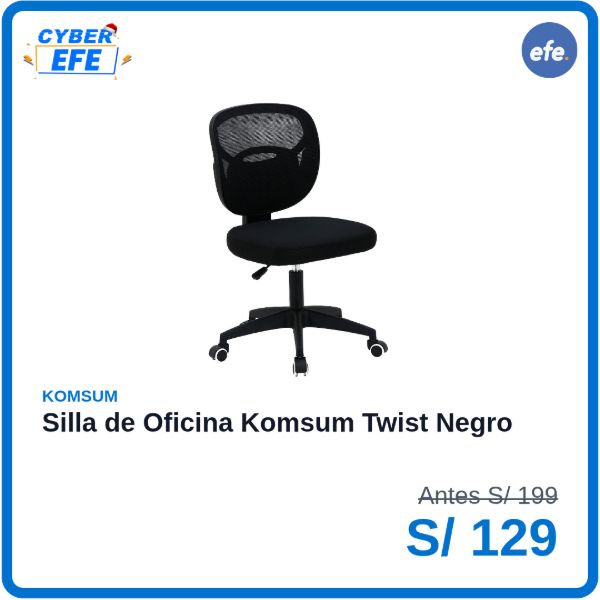 CYBER
EFE
efe.
KOMSUM
Silla de Oficina Komsum Twist Negro
Antes S/ 199
S/ 129